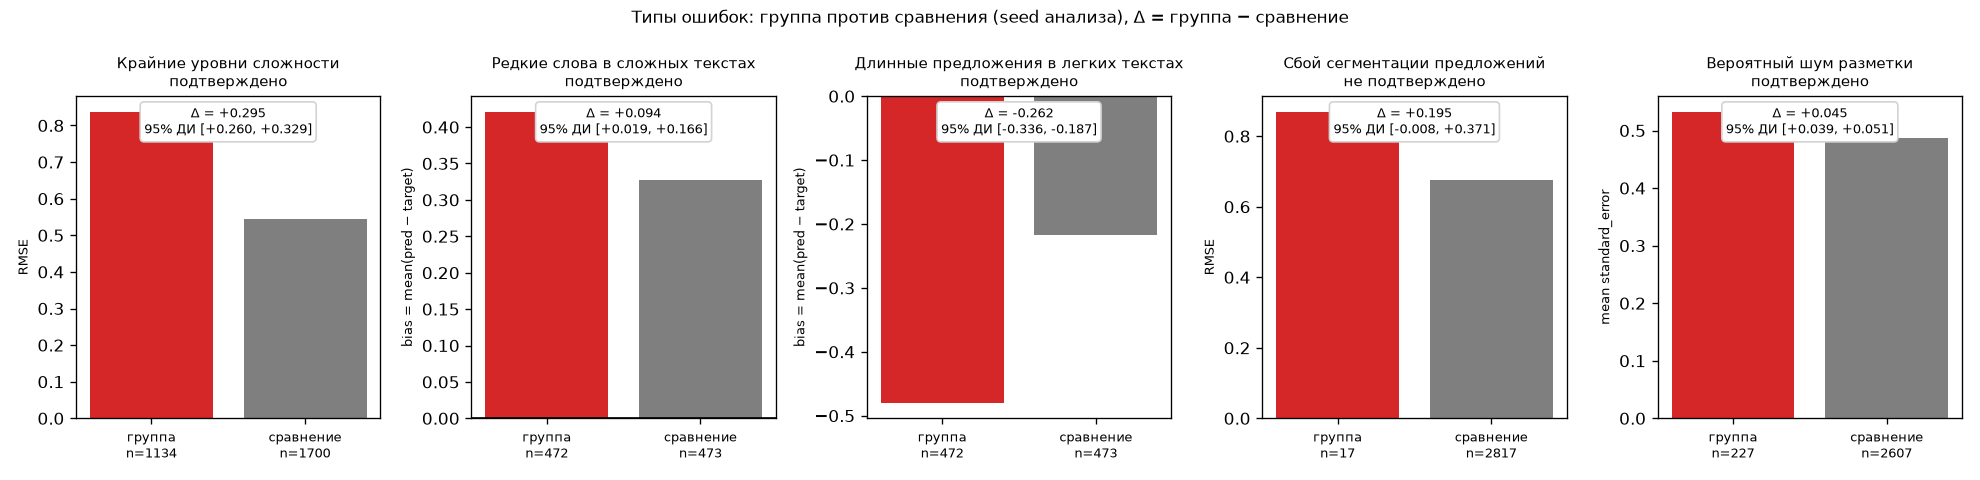 Типы ошибок: группа против сравнения (seed анализа), Δ = группа − сравнение
Крайние уровни сложности
подтверждено
Δ = +0.295
95% ДИ [+0.260, +0.329]
RMSE
0.8
0.7
0.6
0.5
0.4
0.3
0.2
0.1
0.0
группа
n=1134
сравнение
n=1700
Редкие слова в сложных текстах
подтверждено
Δ = +0.094
95% ДИ [+0.019, +0.166]
bias = mean(pred − target)
0.40
0.35
0.30
0.25
0.20
0.15
0.10
0.05
0.00
группа
n=472
сравнение
n=473
Длинные предложения в легких текстах
подтверждено
Δ = -0.262
95% ДИ [-0.336, -0.187]
bias = mean(pred − target)
0.0
−0.1
−0.2
−0.3
−0.4
−0.5
группа
n=472
сравнение
n=473
Сбой сегментации предложений
не подтверждено
Δ = +0.195
95% ДИ [-0.008, +0.371]
RMSE
0.8
0.6
0.4
0.2
0.0
группа
n=17
сравнение
n=2817
Вероятный шум разметки
подтверждено
Δ = +0.045
95% ДИ [+0.039, +0.051]
mean standard_error
0.5
0.4
0.3
0.2
0.1
0.0
группа
n=227
сравнение
n=2607